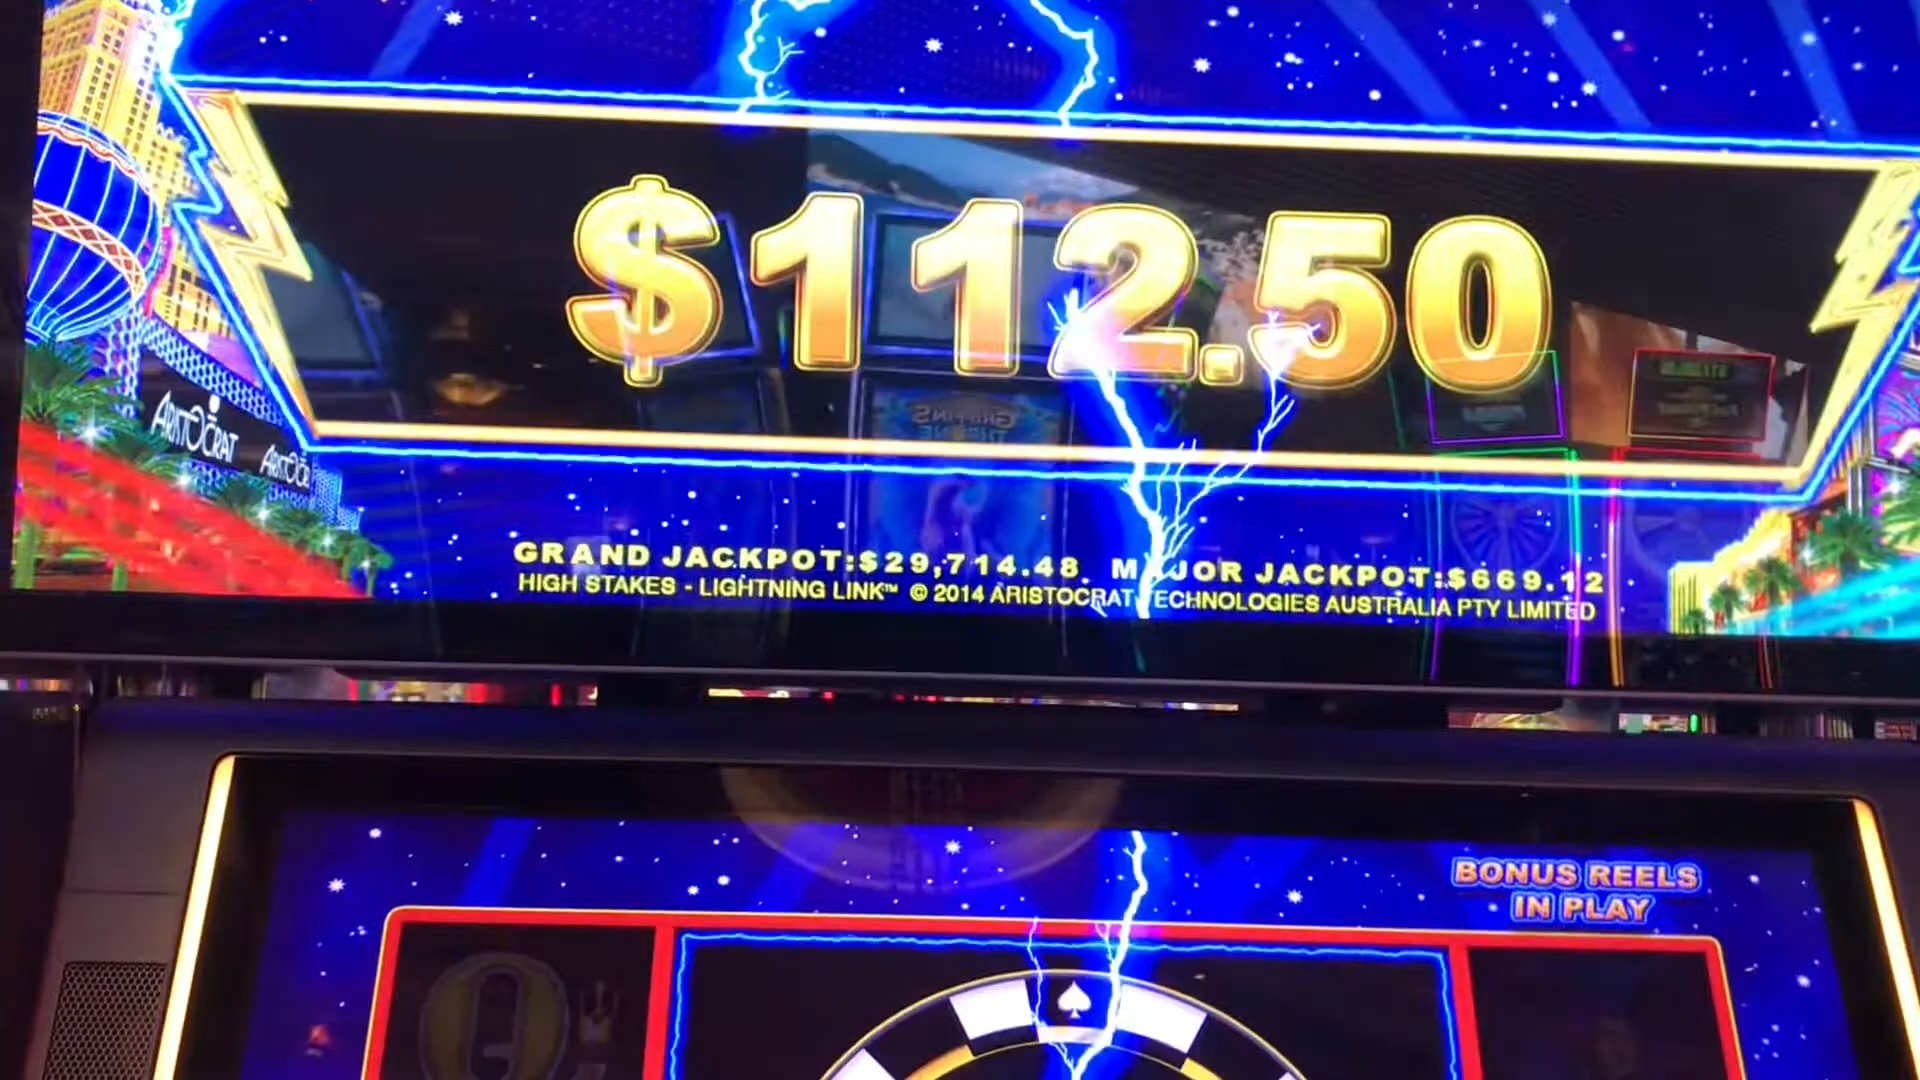 $112.50
ARISTOCRAT
GRAND JACKPOT:$29,714.48 MAJOR JACKPOT:$669.12
HIGH STAKES - LIGHTNING LINK™ © 2014 ARISTOCRAT TECHNOLOGIES AUSTRALIA PTY LIMITED
BONUS REELS
IN PLAY
Q